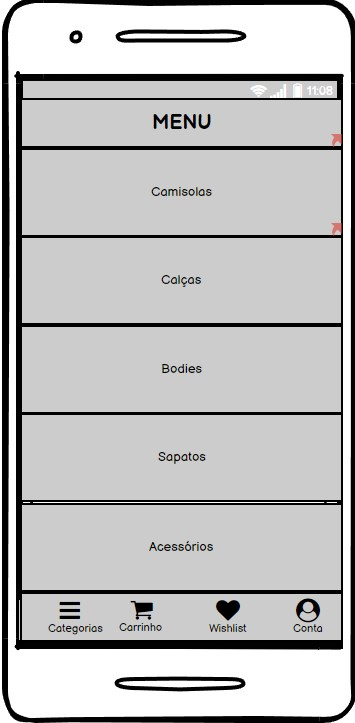 11:08
MENU
Camisolas
Calças
Bodies
Sapatos
Acessórios
Categorias Carrinho Wishlist Conta